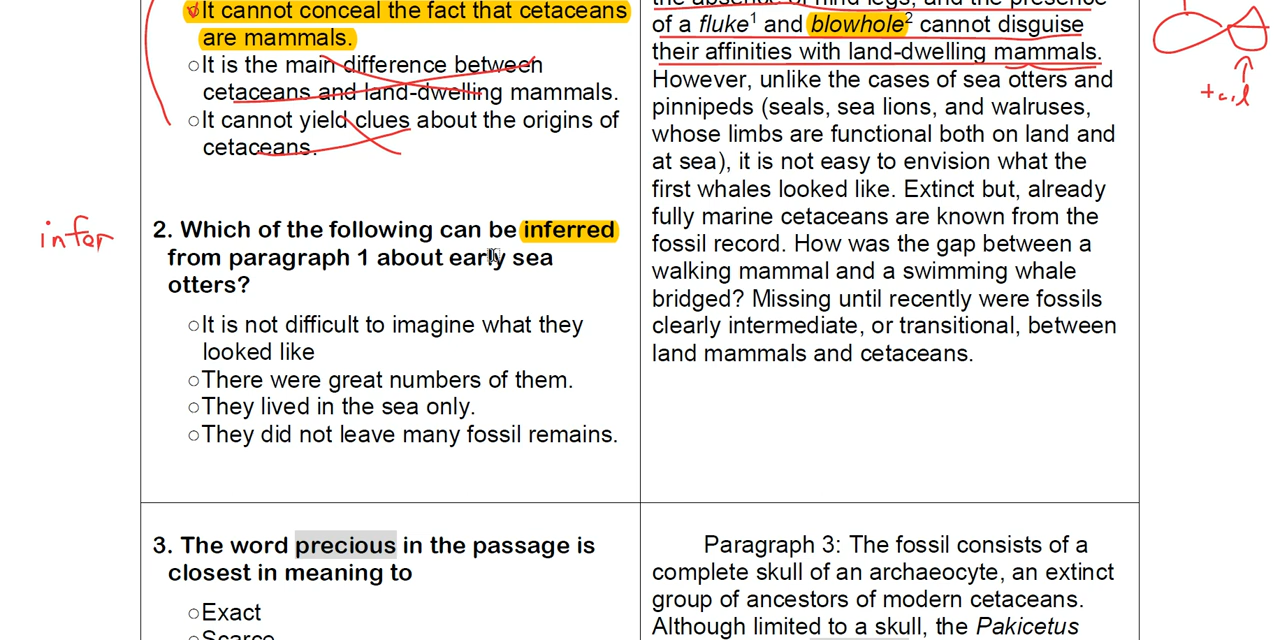 It cannot conceal the fact that cetaceans
are mammals.
It is the main difference between
cetaceans and land-dwelling mammals.
It cannot yield clues about the origins of
cetaceans.
infer
2. Which of the following can be inferred
from paragraph 1 about early sea
otters?
It is not difficult to imagine what they
looked like
There were great numbers of them.
They lived in the sea only.
They did not leave many fossil remains.
3. The word precious in the passage is
closest in meaning to
Exact
Scarce
the absence of hind legs, and the presence
of a fluke1 and blowhole2 cannot disguise
their affinities with land-dwelling mammals.
However, unlike the cases of sea otters and
pinnipeds (seals, sea lions, and walruses,
whose limbs are functional both on land and
at sea), it is not easy to envision what the
first whales looked like. Extinct but, already
fully marine cetaceans are known from the
fossil record. How was the gap between a
walking mammal and a swimming whale
bridged? Missing until recently were fossils
clearly intermediate, or transitional, between
land mammals and cetaceans.
Paragraph 3: The fossil consists of a
complete skull of an archaeocyte, an extinct
group of ancestors of modern cetaceans.
Although limited to a skull, the Pakicetus
tail